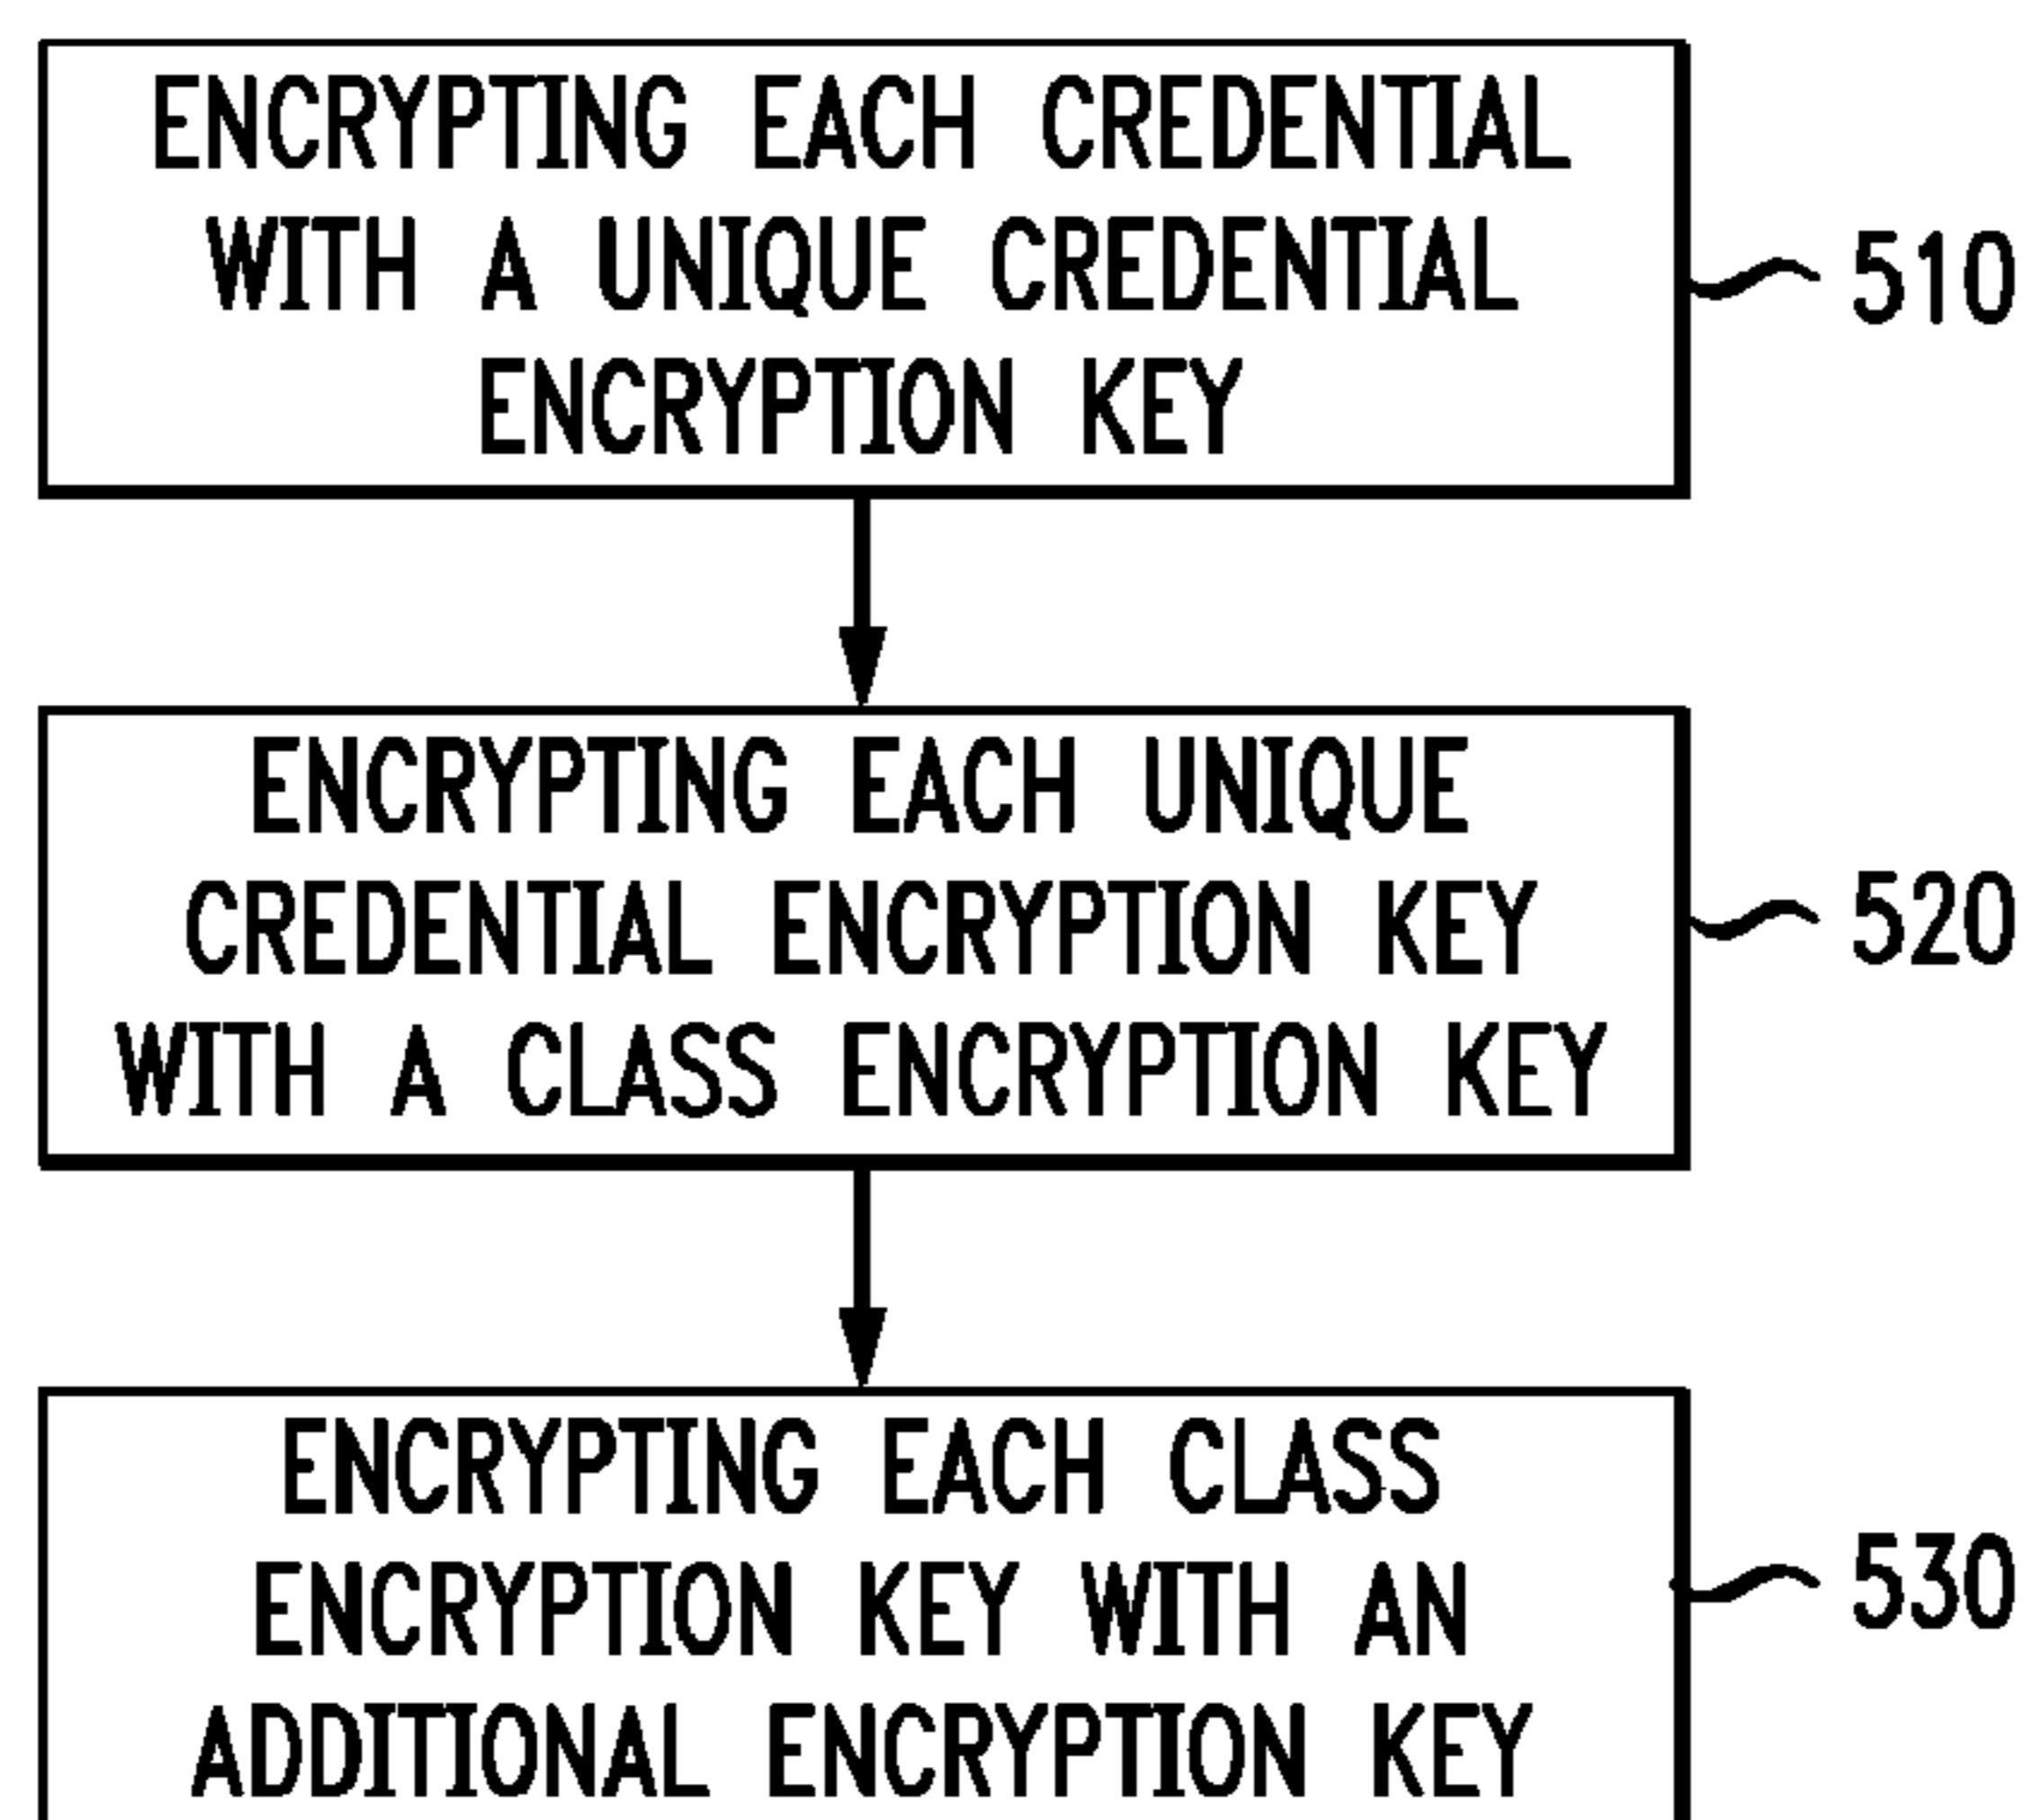 ENCRYPTING EACH CREDENTIAL
WITH A UNIQUE CREDENTIAL
ENCRYPTION KEY
510
ENCRYPTING EACH UNIQUE
CREDENTIAL ENCRYPTION KEY
WITH A CLASS ENCRYPTION KEY
520
ENCRYPTING EACH CLASS
ENCRYPTION KEY WITH AN
ADDITIONAL ENCRYPTION KEY
530